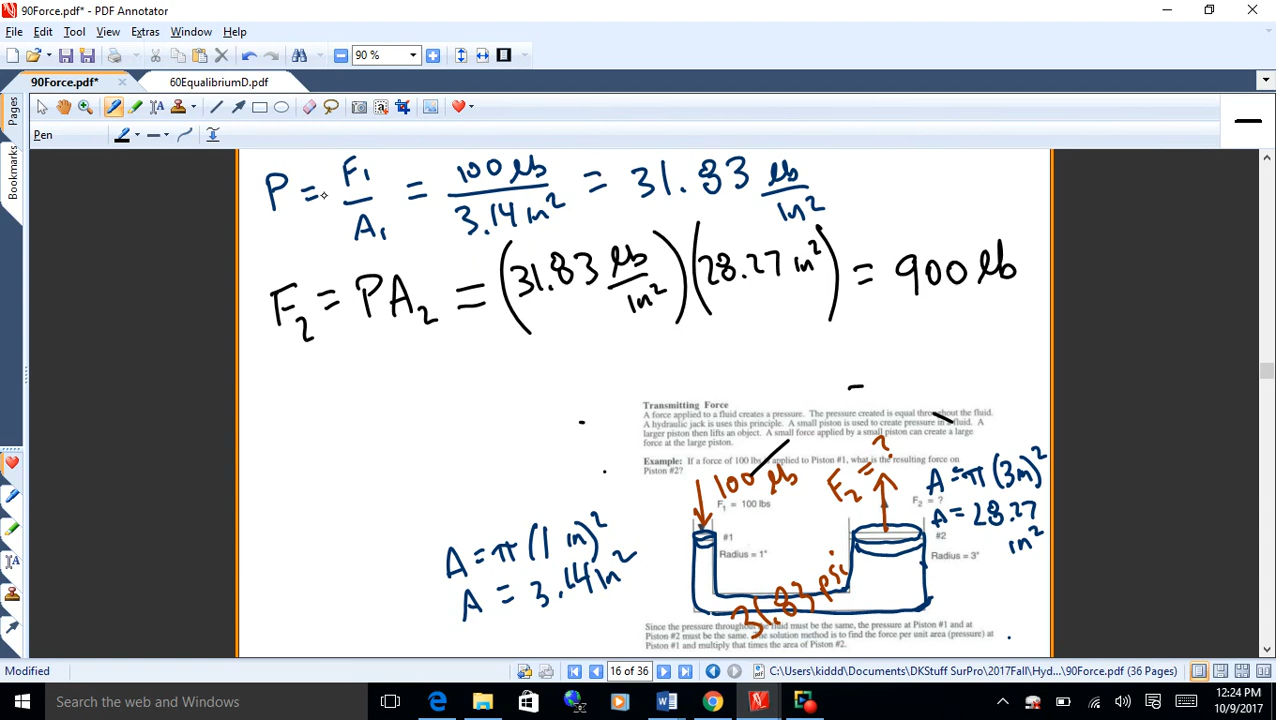 90Force.pdf* - PDF Annotator
File Edit Tool View Extras Window Help
90 %
90Force.pdf* 60EqualibriumD.pdf
Pen
Pages
Bookmarks
P = F₁ / A₁ = 100 lb / 3.14 in² = 31.83 lb / in²
F₂ = PA₂ = (31.83 lb / in²)(28.27 in²) = 900 lb
Transmitting Force
A force applied to a fluid creates a pressure. The pressure created is equal throughout the fluid.
A hydraulic jack is uses this principle. A small piston is used to create pressure in a fluid. A
larger piston then lifts an object. A small force applied by a small piston can create a large
force at the large piston.
Example: If a force of 100 lbs is applied to Piston #1, what is the resulting force on
Piston #2?
100 lb
F₂ = ?
A = π (3in)²
A = 28.27
in²
F₁ = 100 lbs
F₂ = ?
#1
Radius = 1"
#2
Radius = 3"
A = π (1 in)²
A = 3.14 in²
31.83 psi
Since the pressure throughout the fluid must be the same, the pressure at Piston #1 and at
Piston #2 must be the same. The solution method is to find the force per unit area (pressure) at
Piston #1 and multiply that times the area of Piston #2.
Modified
16 of 36
C:\Users\kiddd\Documents\DKStuff SurPro\2017Fall\Hyd...\90Force.pdf (36 Pages)
Search the web and Windows
12:24 PM
10/9/2017